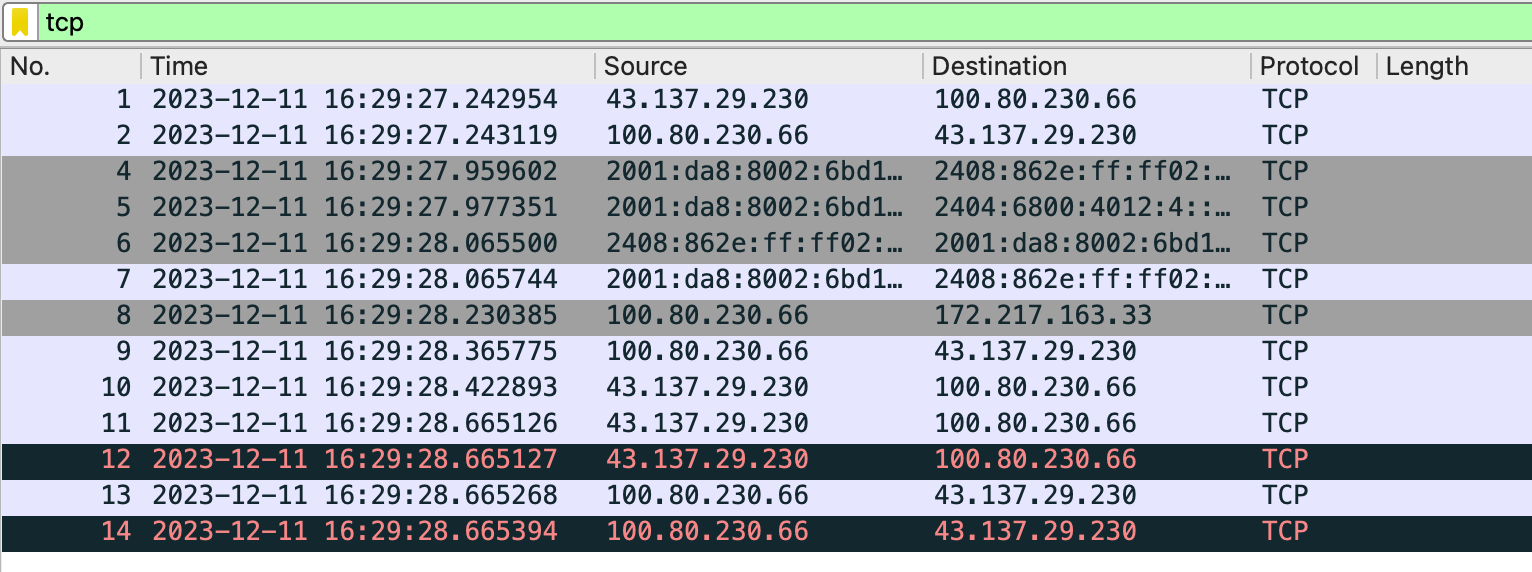 tcp
No. Time Source Destination Protocol Length
1 2023-12-11 16:29:27.242954 43.137.29.230 100.80.230.66 TCP
2 2023-12-11 16:29:27.243119 100.80.230.66 43.137.29.230 TCP
4 2023-12-11 16:29:27.959602 2001:da8:8002:6bd1… 2408:862e:ff:ff02:… TCP
5 2023-12-11 16:29:27.977351 2001:da8:8002:6bd1… 2404:6800:4012:4::… TCP
6 2023-12-11 16:29:28.065500 2408:862e:ff:ff02:… 2001:da8:8002:6bd1… TCP
7 2023-12-11 16:29:28.065744 2001:da8:8002:6bd1… 2408:862e:ff:ff02:… TCP
8 2023-12-11 16:29:28.230385 100.80.230.66 172.217.163.33 TCP
9 2023-12-11 16:29:28.365775 100.80.230.66 43.137.29.230 TCP
10 2023-12-11 16:29:28.422893 43.137.29.230 100.80.230.66 TCP
11 2023-12-11 16:29:28.665126 43.137.29.230 100.80.230.66 TCP
12 2023-12-11 16:29:28.665127 43.137.29.230 100.80.230.66 TCP
13 2023-12-11 16:29:28.665268 100.80.230.66 43.137.29.230 TCP
14 2023-12-11 16:29:28.665394 100.80.230.66 43.137.29.230 TCP